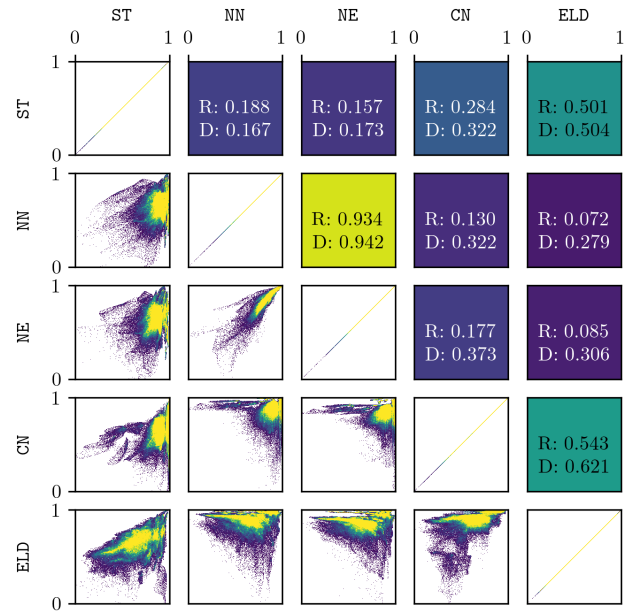 ST NN NE CN ELD
0 1 0 1 0 1 0 1 0 1
1
ST
R: 0.188 R: 0.157 R: 0.284 R: 0.501
D: 0.167 D: 0.173 D: 0.322 D: 0.504
0
1
NN
R: 0.934 R: 0.130 R: 0.072
D: 0.942 D: 0.322 D: 0.279
0
1
NE
R: 0.177 R: 0.085
D: 0.373 D: 0.306
0
1
CN
R: 0.543
D: 0.621
0
1
ELD
0